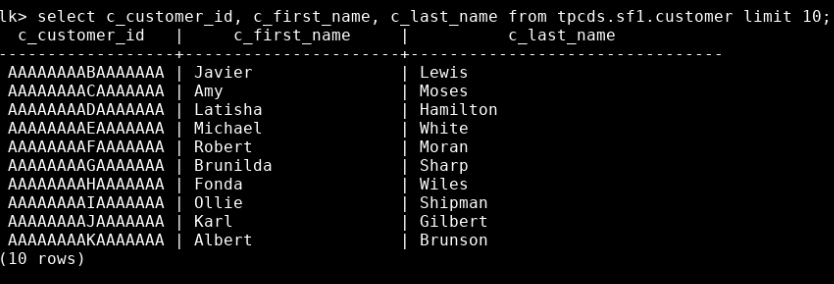 lk> select c_customer_id, c_first_name, c_last_name from tpcds.sf1.customer limit 10;
  c_customer_id   |     c_first_name     |          c_last_name
------------------+----------------------+--------------------------------
 AAAAAAAABAAAAAAA | Javier               | Lewis
 AAAAAAAACAAAAAAA | Amy                  | Moses
 AAAAAAAADAAAAAAA | Latisha              | Hamilton
 AAAAAAAAEAAAAAAA | Michael              | White
 AAAAAAAAFAAAAAAA | Robert               | Moran
 AAAAAAAAGAAAAAAA | Brunilda             | Sharp
 AAAAAAAAHAAAAAAA | Fonda                | Wiles
 AAAAAAAAIAAAAAAA | Ollie                | Shipman
 AAAAAAAAJAAAAAAA | Karl                 | Gilbert
 AAAAAAAAKAAAAAAA | Albert               | Brunson
(10 rows)